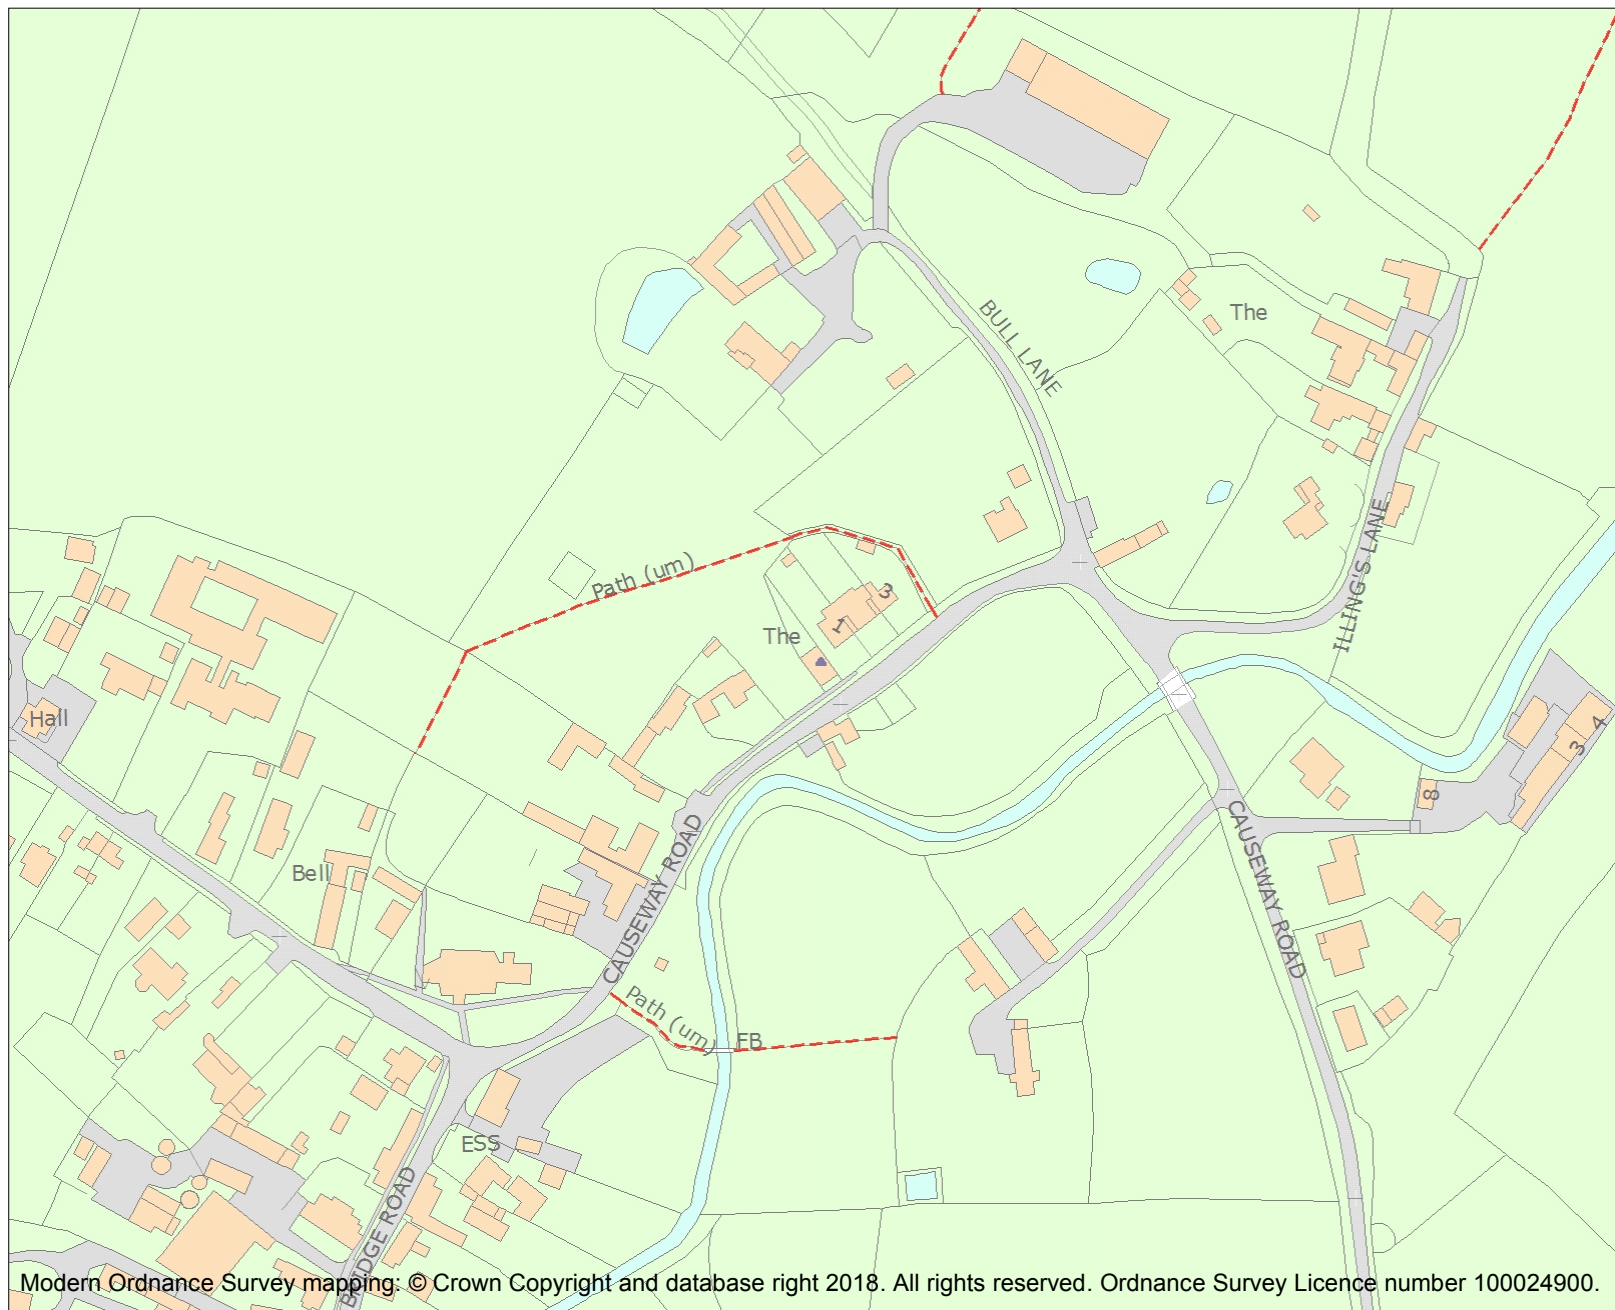 BULL LANE
The
ILLING'S LANE
Path (um)
3
1
The
Hall
4
3
8
CAUSEWAY ROAD
CAUSEWAY ROAD
Bell
Path (um)
FB
ESS
BRIDGE ROAD
Modern Ordnance Survey mapping: © Crown Copyright and database right 2018. All rights reserved. Ordnance Survey Licence number 100024900.